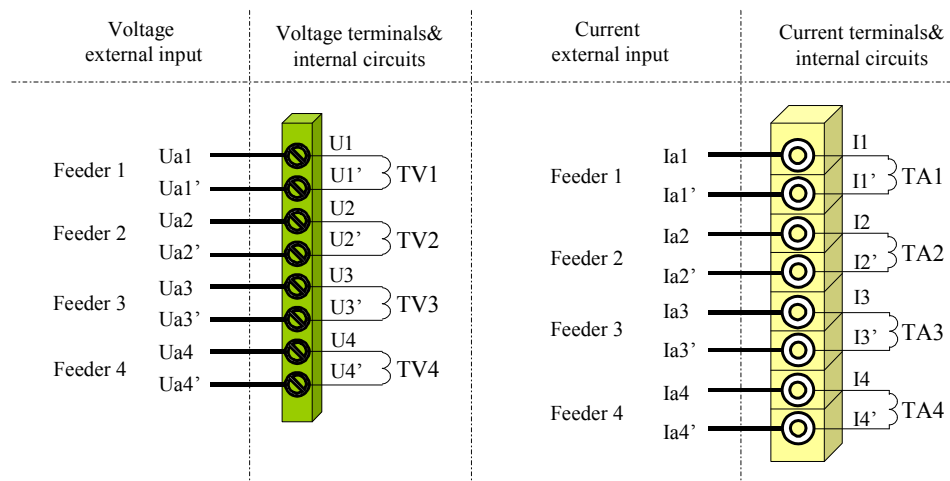 Voltage
external input
Voltage terminals&
internal circuits
Current
external input
Current terminals&
internal circuits
Feeder 1
Ua1
U1
Ua1’
U1’
TV1
Feeder 2
Ua2
U2
Ua2’
U2’
TV2
Feeder 3
Ua3
U3
Ua3’
U3’
TV3
Feeder 4
Ua4
U4
Ua4’
U4’
TV4
Feeder 1
Ia1
I1
Ia1’
I1’
TA1
Feeder 2
Ia2
I2
Ia2’
I2’
TA2
Feeder 3
Ia3
I3
Ia3’
I3’
TA3
Feeder 4
Ia4
I4
Ia4’
I4’
TA4